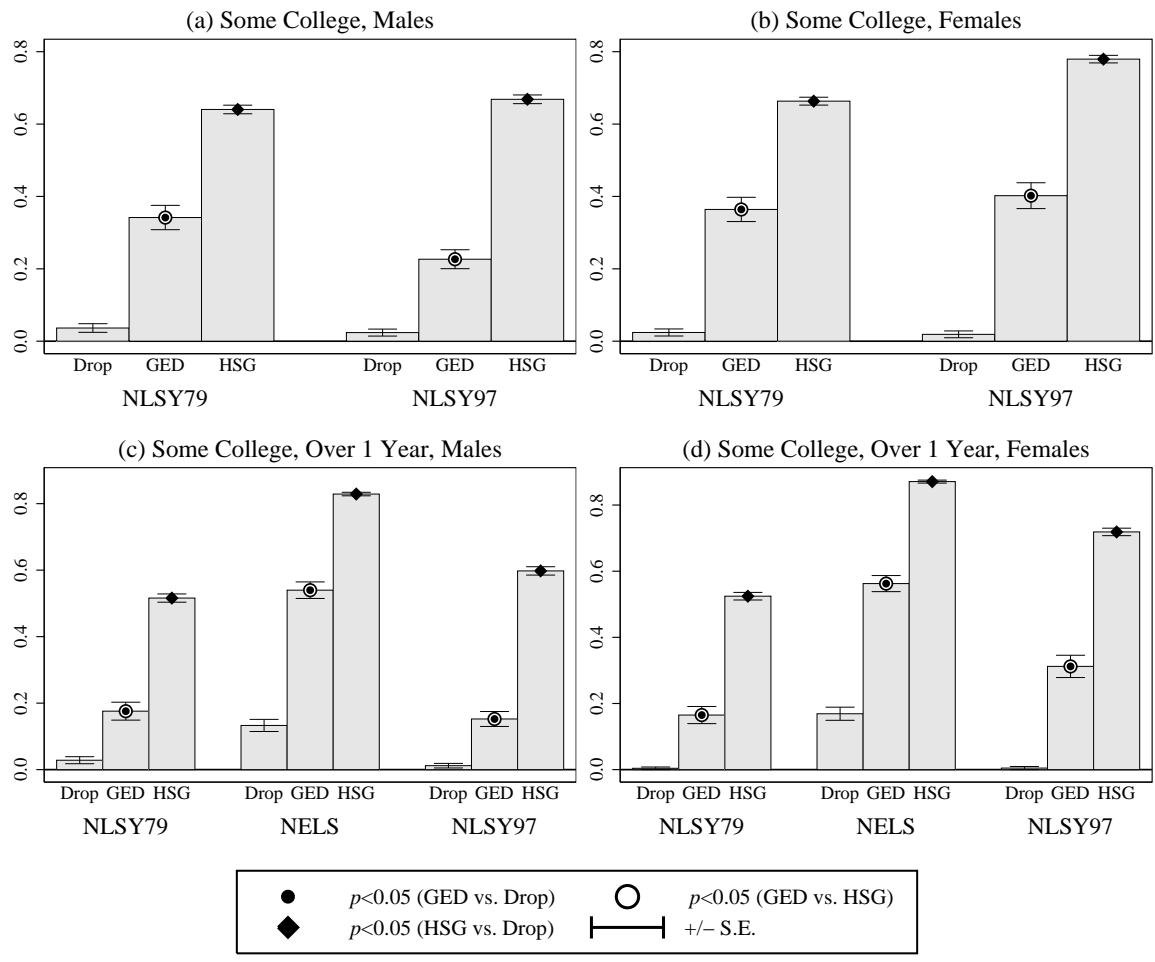 (a) Some College, Males
0.0 0.2 0.4 0.6 0.8
Drop GED HSG Drop GED HSG
NLSY79 NLSY97
(b) Some College, Females
0.0 0.2 0.4 0.6 0.8
Drop GED HSG Drop GED HSG
NLSY79 NLSY97
(c) Some College, Over 1 Year, Males
0.0 0.2 0.4 0.6 0.8
Drop GED HSG Drop GED HSG Drop GED HSG
NLSY79 NELS NLSY97
(d) Some College, Over 1 Year, Females
0.0 0.2 0.4 0.6 0.8
Drop GED HSG Drop GED HSG Drop GED HSG
NLSY79 NELS NLSY97
p<0.05 (GED vs. Drop) p<0.05 (GED vs. HSG)
p<0.05 (HSG vs. Drop) +/− S.E.